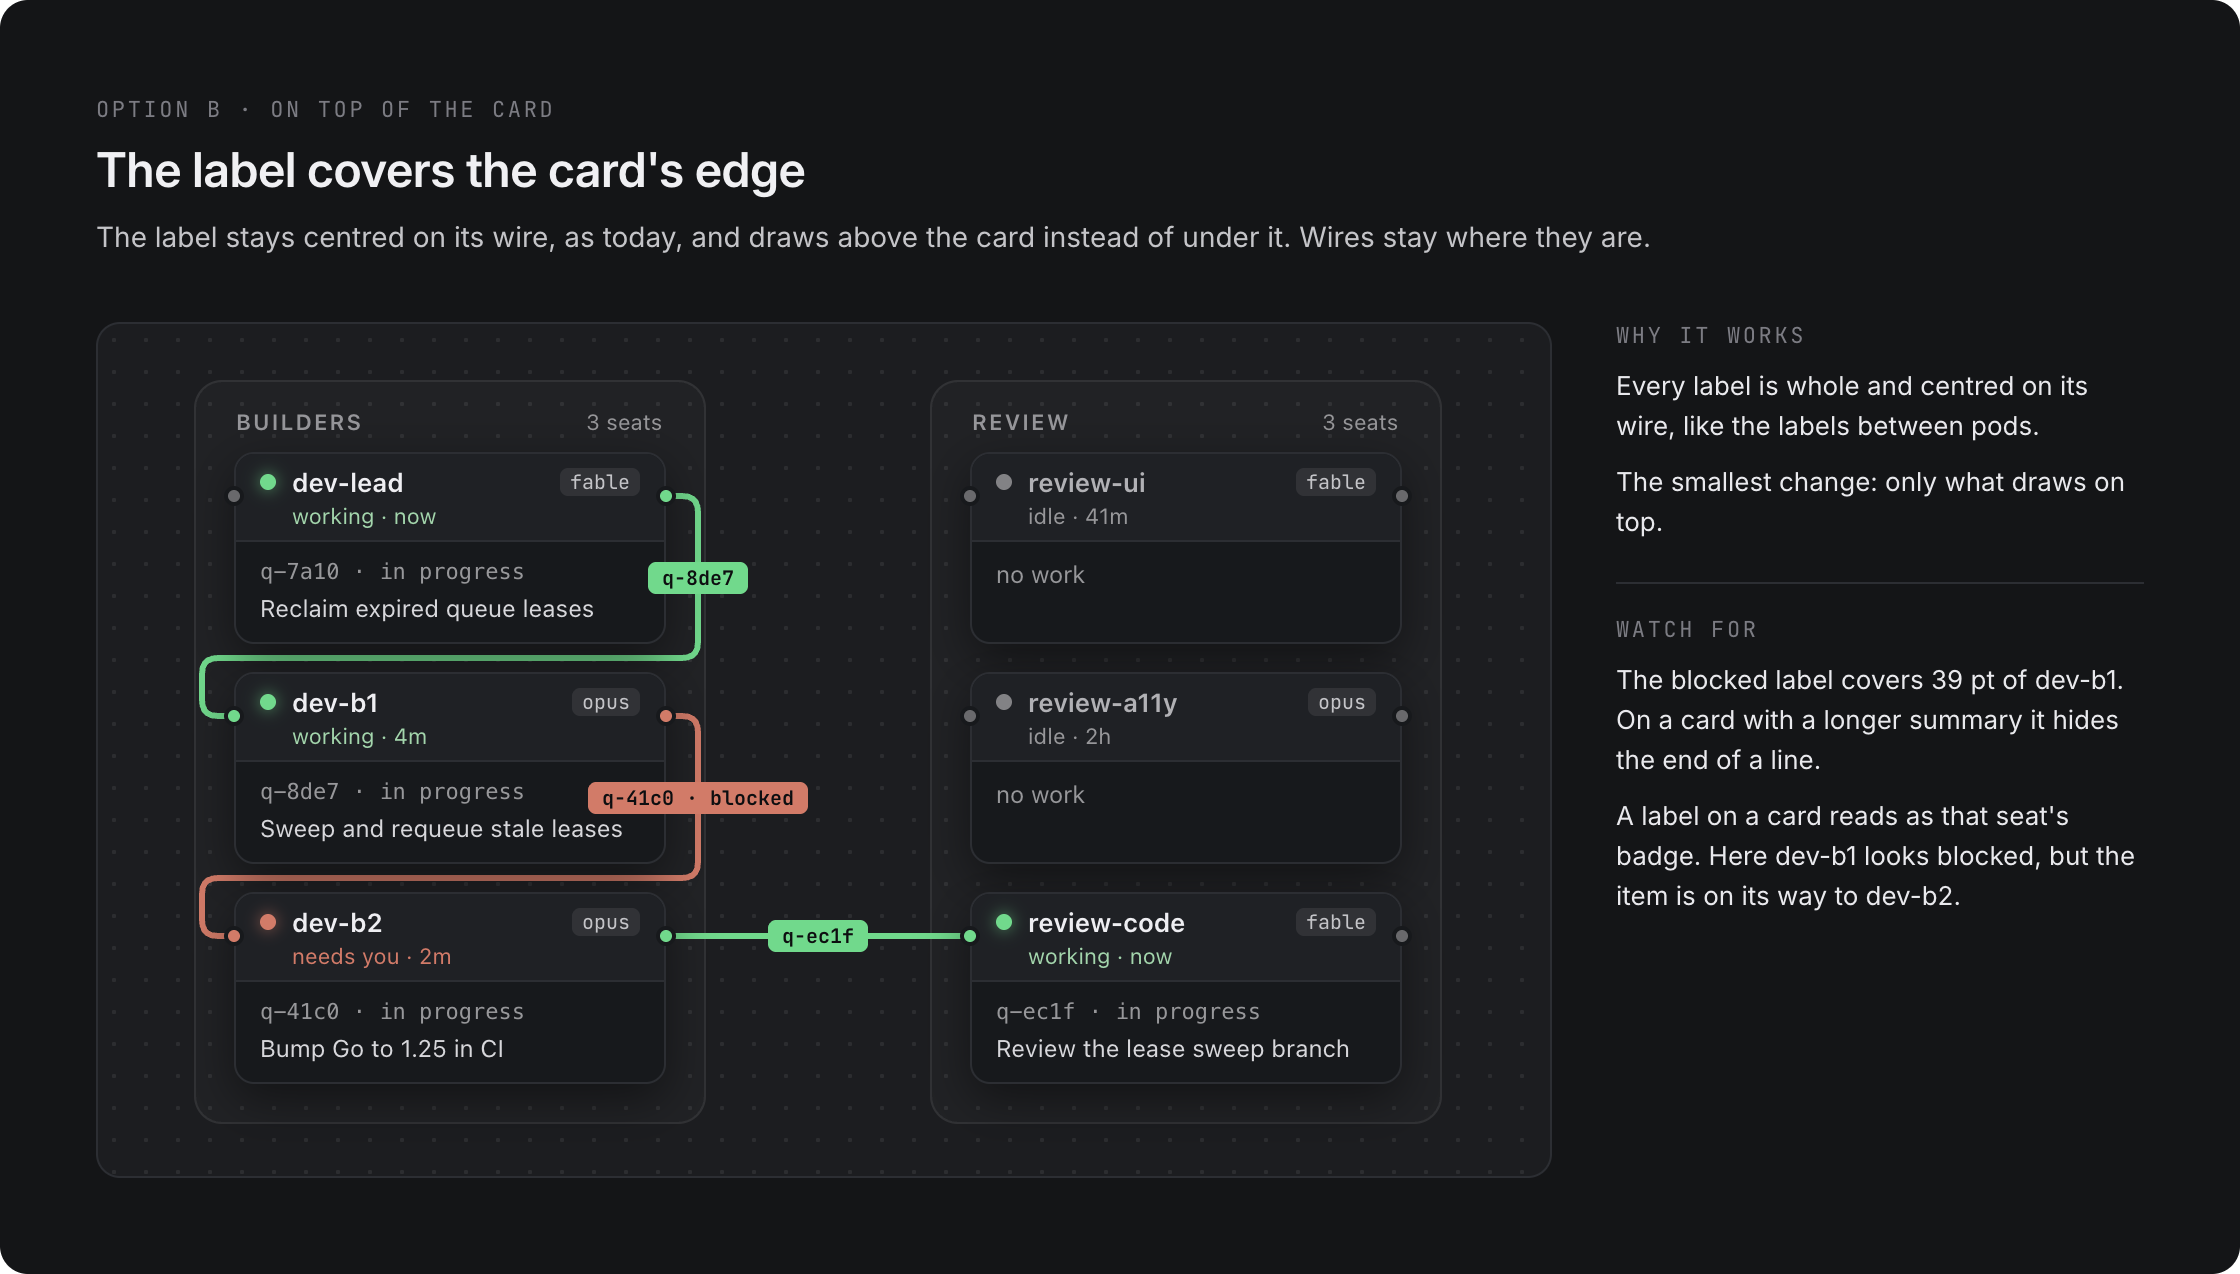 OPTION B · ON TOP OF THE CARD
The label covers the card's edge
The label stays centred on its wire, as today, and draws above the card instead of under it. Wires stay where they are.
BUILDERS
3 seats
dev-lead
fable
working · now
q-7a10 · in progress
Reclaim expired queue leases
q-8de7
dev-b1
opus
working · 4m
q-8de7 · in progress
Sweep and requeue stale leases
q-41c0 · blocked
dev-b2
opus
needs you · 2m
q-41c0 · in progress
Bump Go to 1.25 in CI
q-ec1f
REVIEW
3 seats
review-ui
fable
idle · 41m
no work
review-a11y
opus
idle · 2h
no work
review-code
fable
working · now
q-ec1f · in progress
Review the lease sweep branch
WHY IT WORKS
Every label is whole and centred on its
wire, like the labels between pods.
The smallest change: only what draws on
top.
WATCH FOR
The blocked label covers 39 pt of dev-b1.
On a card with a longer summary it hides
the end of a line.
A label on a card reads as that seat's
badge. Here dev-b1 looks blocked, but the
item is on its way to dev-b2.